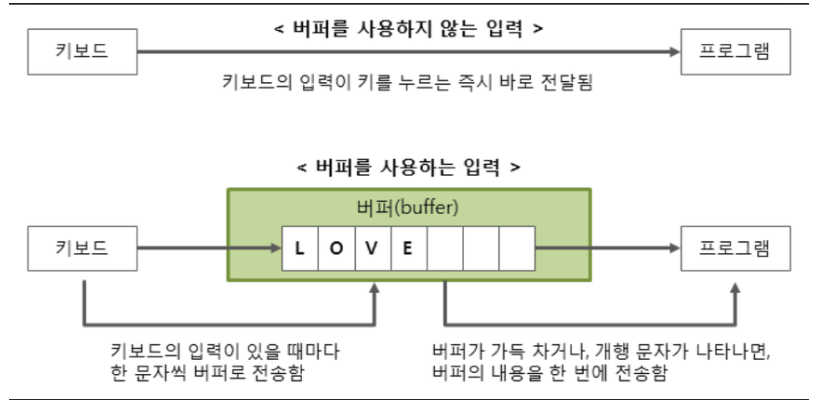 < 버퍼를 사용하지 않는 입력 >
키보드
프로그램
키보드의 입력이 키를 누르는 즉시 바로 전달됨
< 버퍼를 사용하는 입력 >
버퍼(buffer)
키보드
L O V E
프로그램
키보드의 입력이 있을 때마다
한 문자씩 버퍼로 전송함
버퍼가 가득 차거나, 개행 문자가 나타나면,
버퍼의 내용을 한 번에 전송함